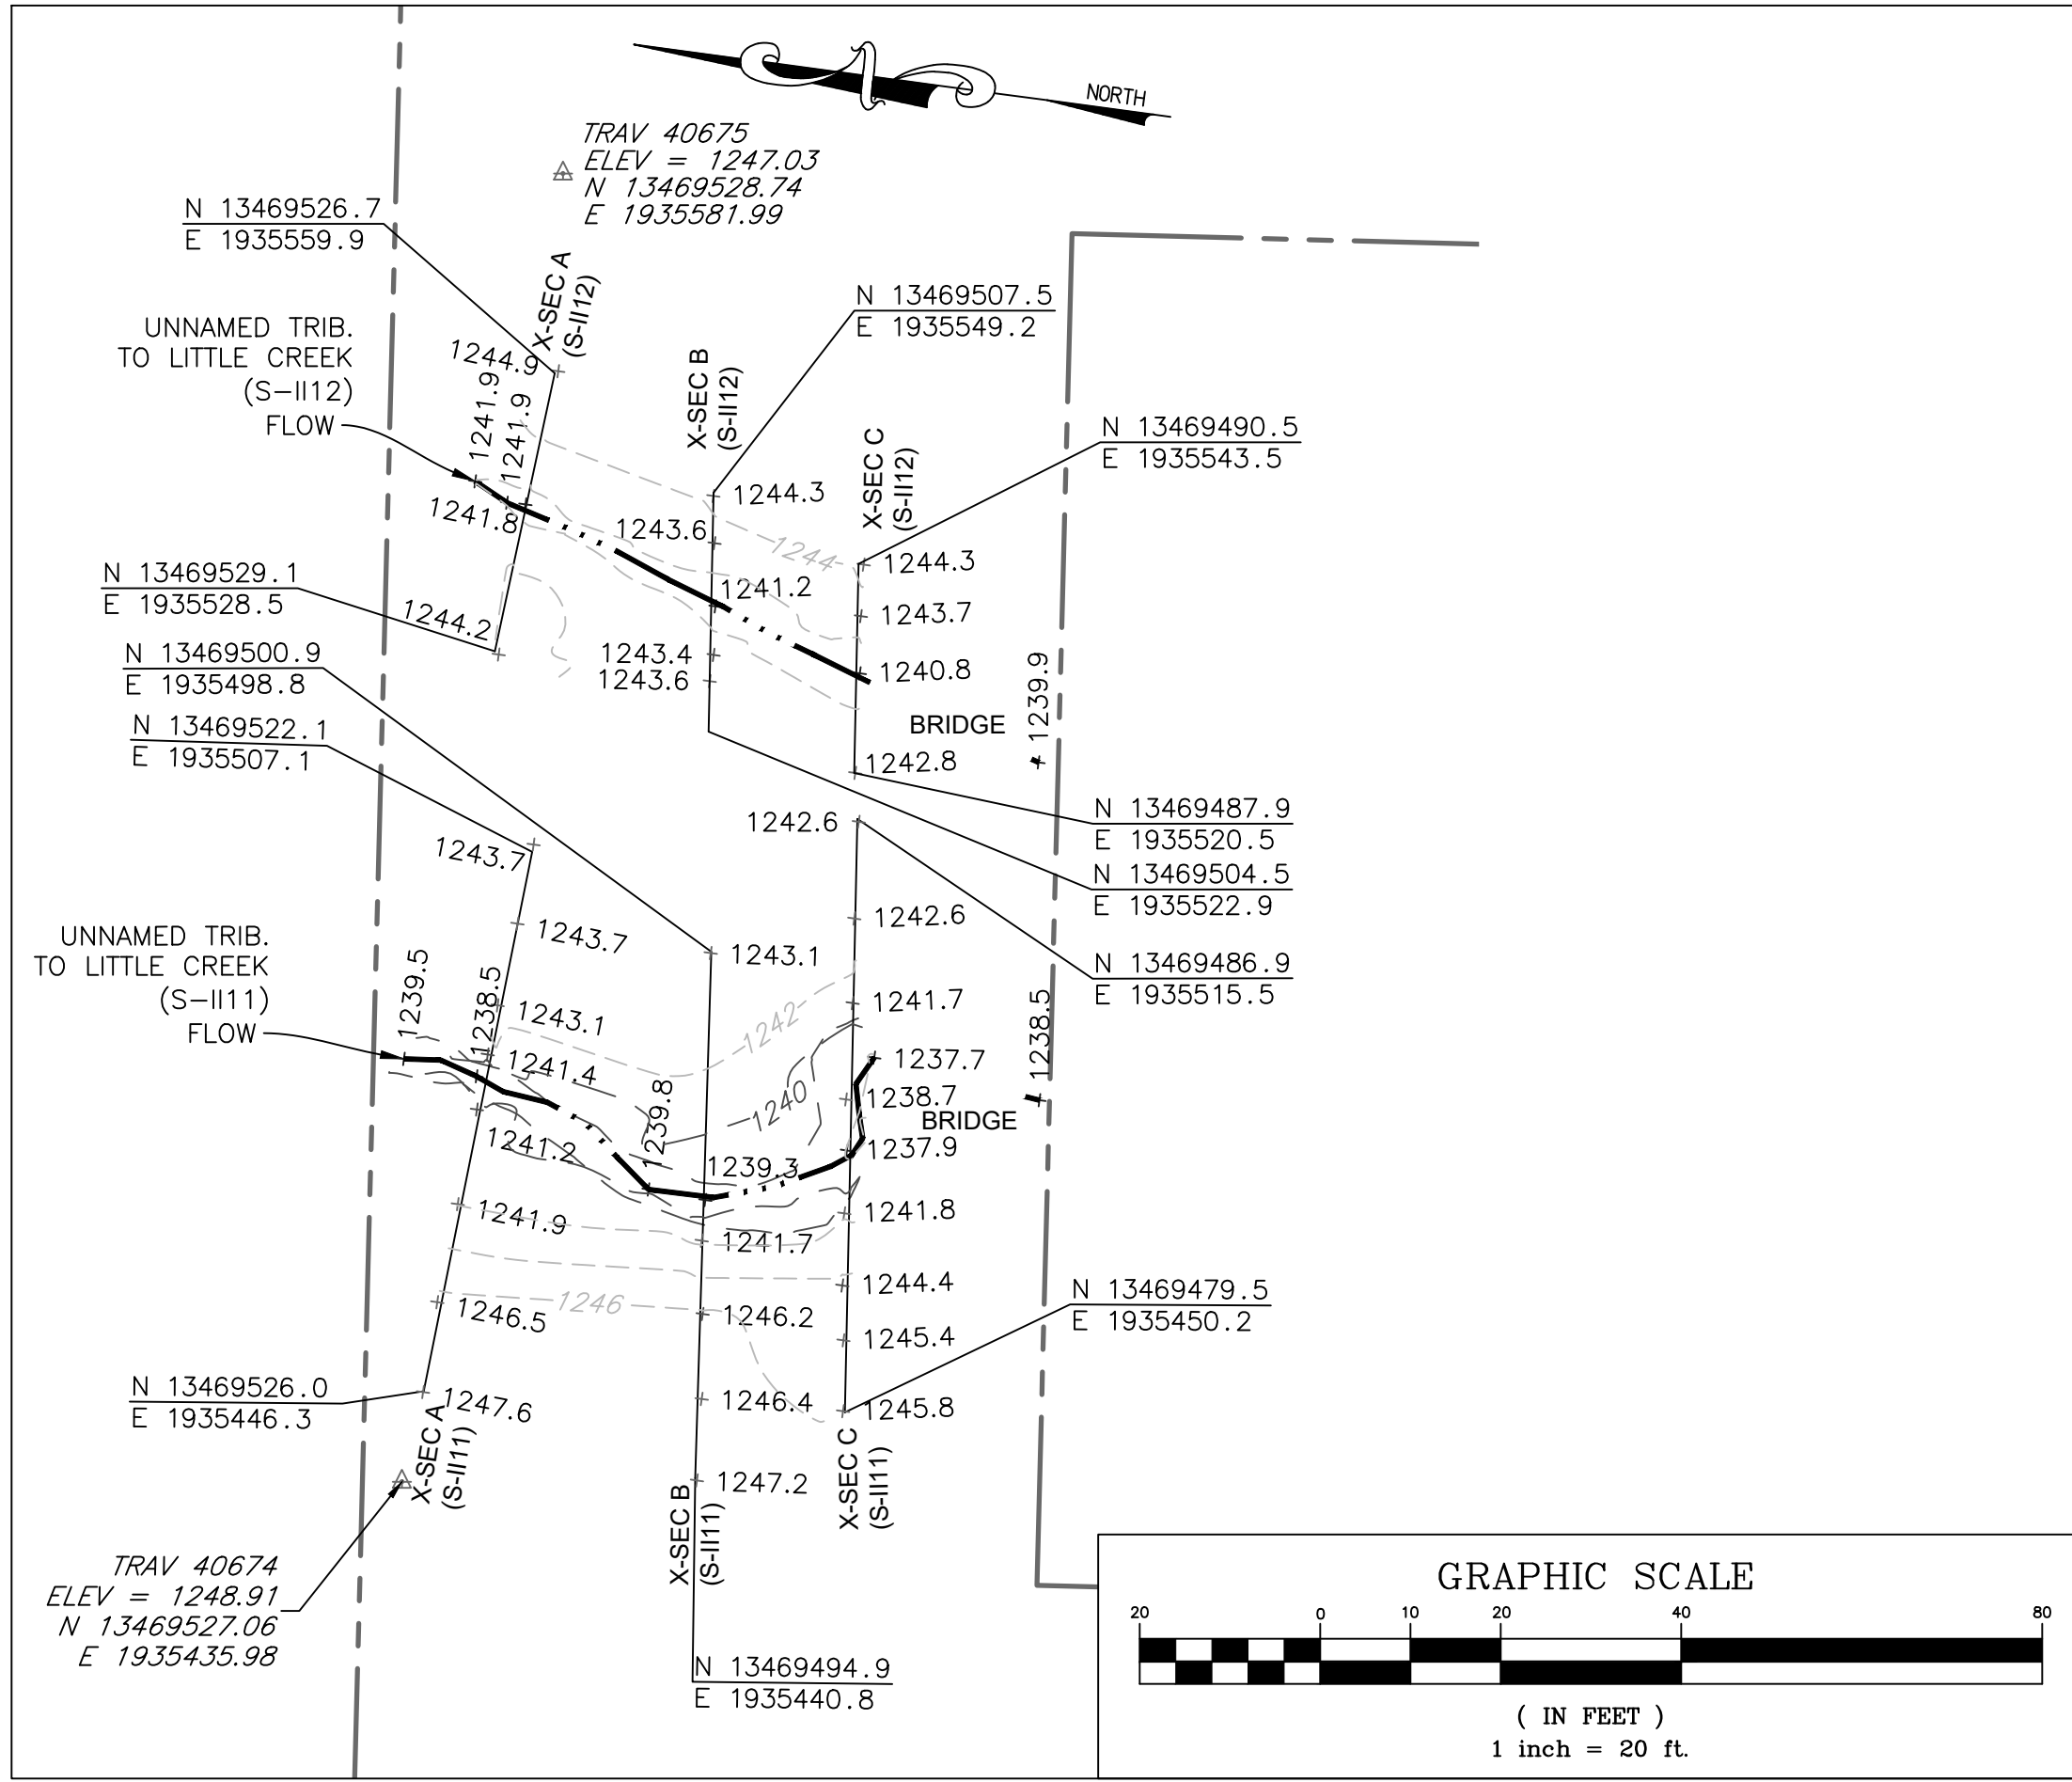 NORTH
TRAV 40675
ELEV = 1247.03
N 13469528.74
E 1935581.99
N 13469526.7
E 1935559.9
X-SEC A
(S-II12)
N 13469507.5
E 1935549.2
UNNAMED TRIB.
TO LITTLE CREEK
(S-II12)
FLOW
1244.9
1241.9
1241.9
1241.8
X-SEC B
(S-II12)
X-SEC C
(S-II12)
N 13469490.5
E 1935543.5
1244.3
1243.6
1244
1244.3
1241.2
1243.7
N 13469529.1
E 1935528.5
1244.2
1243.4
1243.6
1240.8
N 13469500.9
E 1935498.8
1239.9
BRIDGE
N 13469522.1
E 1935507.1
1242.8
N 13469487.9
E 1935520.5
1242.6
1243.7
N 13469504.5
E 1935522.9
1243.7
1242.6
1243.1
N 13469486.9
E 1935515.5
UNNAMED TRIB.
TO LITTLE CREEK
(S-II11)
FLOW
1239.5
1238.5
1243.1
1242
1241.7
1238.5
1241.4
1237.7
1240
1238.7
BRIDGE
1239.8
1241.2
1239.3
1237.9
1241.9
1241.8
1241.7
1244.4
N 13469479.5
E 1935450.2
1246
1246.5
1246.2
1245.4
N 13469526.0
E 1935446.3
1247.6
1246.4
1245.8
X-SEC A
(S-II11)
1247.2
X-SEC B
(S-II11)
X-SEC C
(S-II11)
TRAV 40674
ELEV = 1248.91
N 13469527.06
E 1935435.98
N 13469494.9
E 1935440.8
GRAPHIC SCALE
20 0 10 20 40 80
( IN FEET )
1 inch = 20 ft.